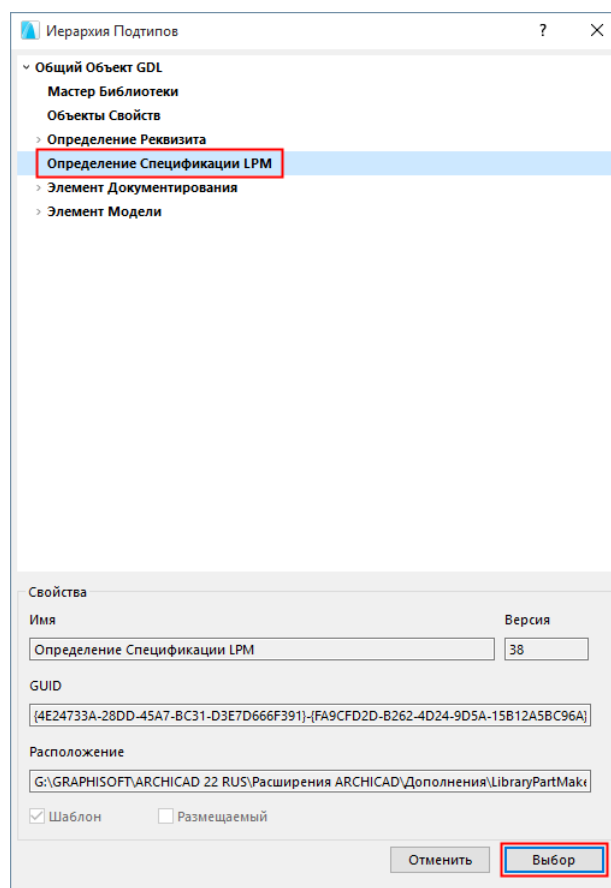 Иерархия Подтипов
Общий Объект GDL
Мастер Библиотеки
Объекты Свойств
Определение Реквизита
Определение Спецификации LPM
Элемент Документирования
Элемент Модели
Свойства
Имя Версия
Определение Спецификации LPM 38
GUID
{4E24733A-28DD-45A7-BC31-D3E7D666F391}-{FA9CFD2D-B262-4D24-9D5A-15B12A5BC96A}
Расположение
G:\GRAPHISOFT\ARCHICAD 22 RUS\Расширения ARCHICAD\Дополнения\LibraryPartMake
Шаблон Размещаемый
Отменить Выбор